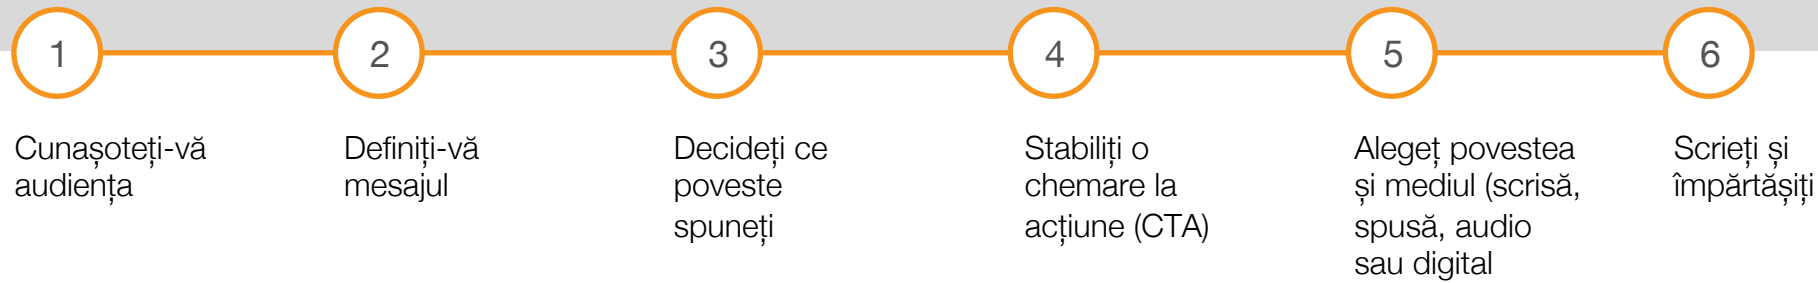 1
Cunașoteți-vă
audiența
2
Definiți-vă
mesajul
3
Decideți ce
poveste
spuneți
4
Stabiliți o
chemare la
acțiune (CTA)
5
Alegeț povestea
și mediul (scrisă,
spusă, audio
sau digital
6
Scrieți și
împărtășiți